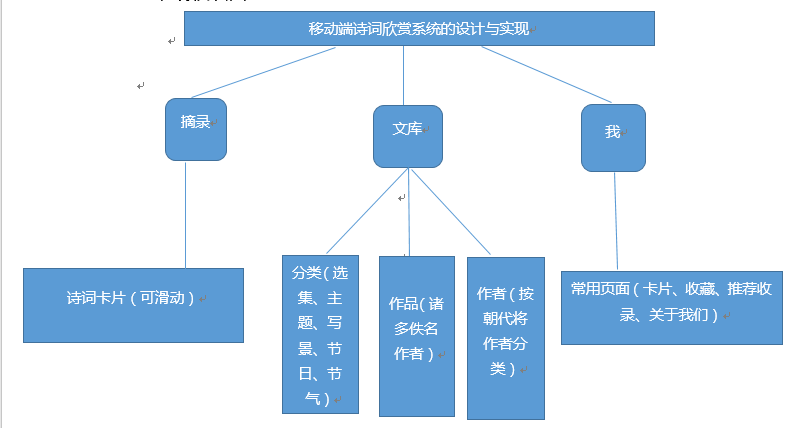 移动端诗词欣赏系统的设计与实现
摘录
文库
我
诗词卡片（可滑动）
分类（选
集、主
题、写
景、节
日、节
气）
作品（诸
多佚名
作者）
作者（按
朝代将
作者分
类）
常用页面（卡片、收藏、推荐收
录、关于我们）